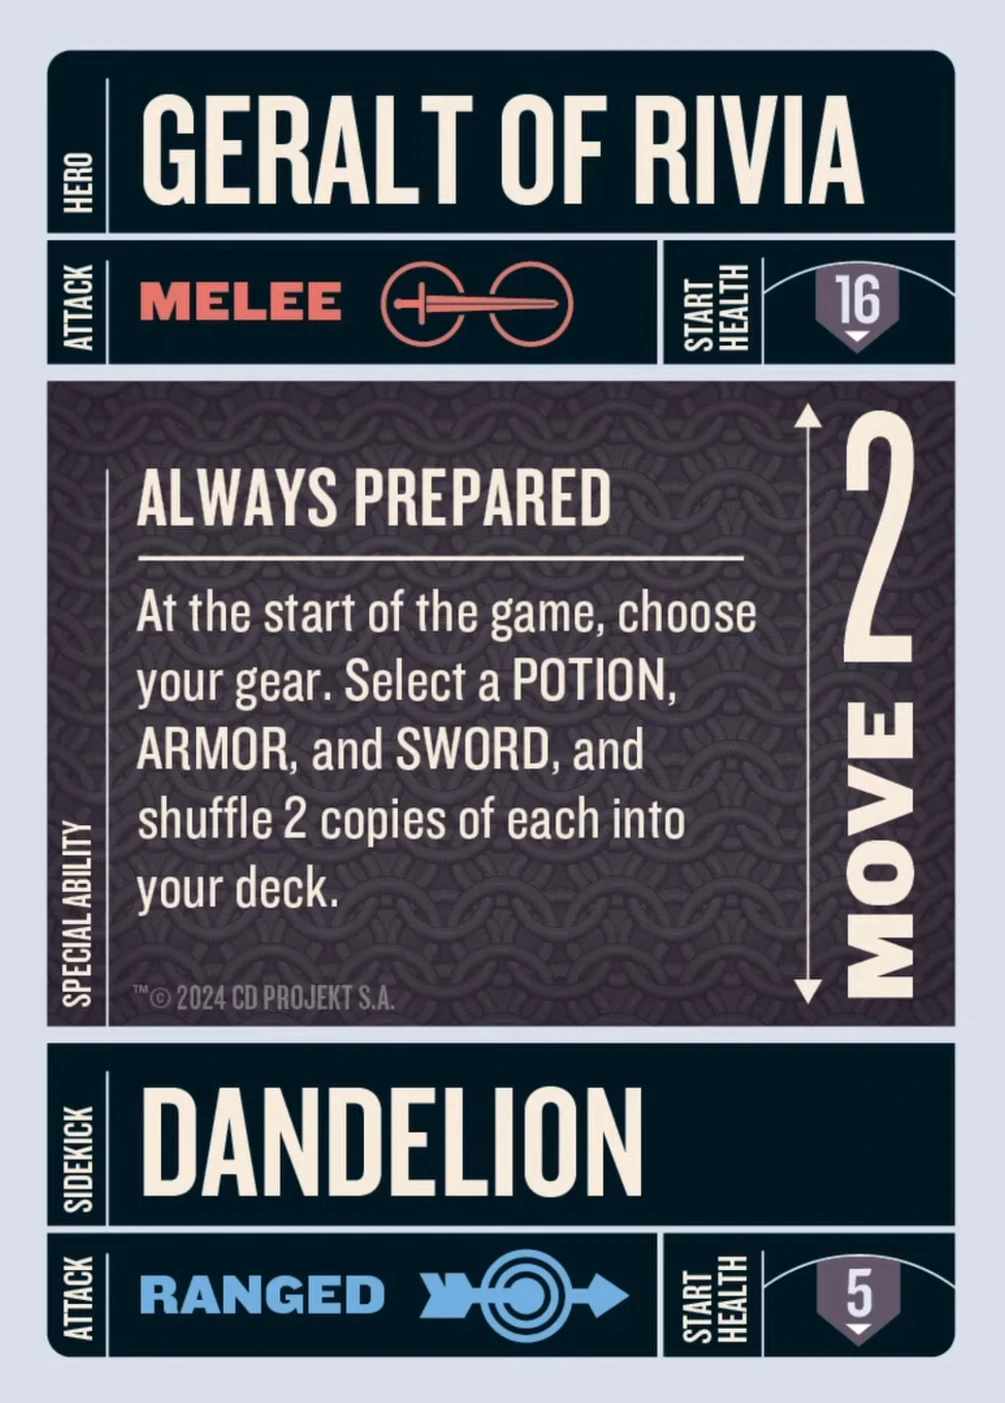 HERO
GERALT OF RIVIA
ATTACK
MELEE
START
HEALTH
16
ALWAYS PREPARED
At the start of the game, choose
your gear. Select a POTION,
ARMOR, and SWORD, and
shuffle 2 copies of each into
your deck.
SPECIAL ABILITY
™© 2024 CD PROJEKT S.A.
MOVE 2
SIDEKICK
DANDELION
ATTACK
RANGED
START
HEALTH
5